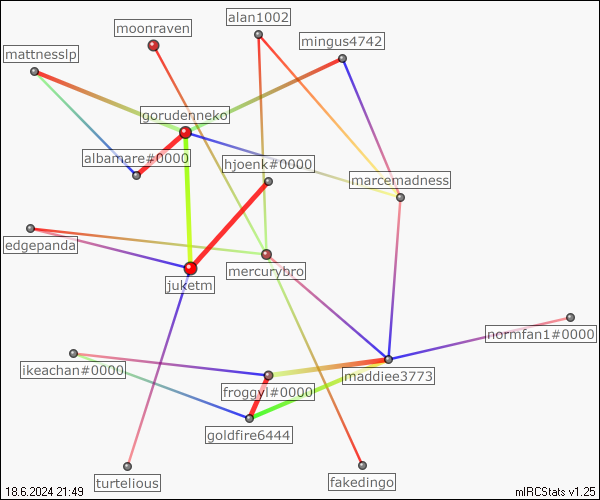 alan1002
moonraven
mingus4742
mattnesslp
gorudenneko
albamare#0000
hjoenk#0000
marcemadness
edgepanda
mercurybro
juketm
normfan1#0000
ikeachan#0000
maddiee3773
froggyl#0000
goldfire6444
turtelious
fakedingo
18.6.2024 21:49
mIRCStats v1.25